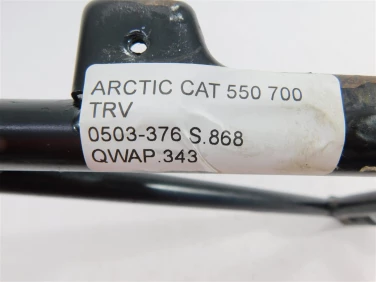 ARCTIC CAT 550 700
TRV
0503-376 S.868
QWAP.343